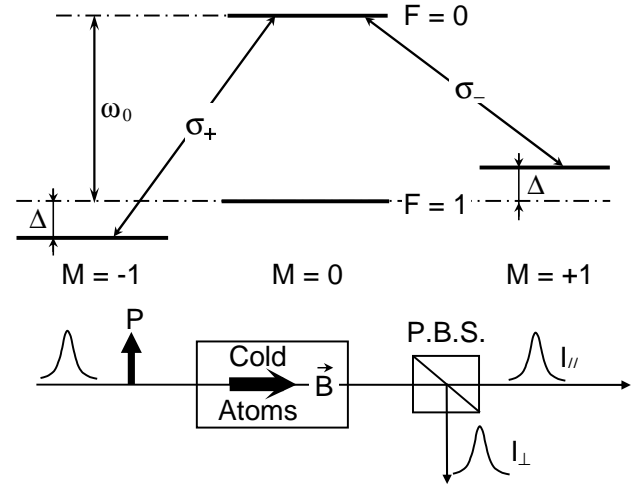 F = 0
ω₀
σ₊
σ₋
Δ
Δ
F = 1
M = -1
M = 0
M = +1
P
P.B.S.
Cold
Atoms
B⃗
I//
I⊥